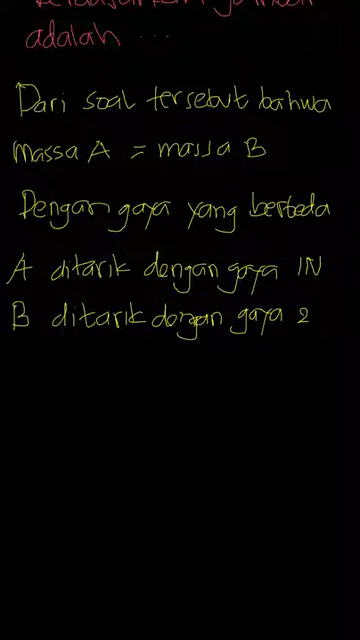 adalah ...
Dari soal tersebut bahwa
massa A = massa B
Dengan gaya yang berbeda
A ditarik dengan gaya 1N
B ditarik dengan gaya 2